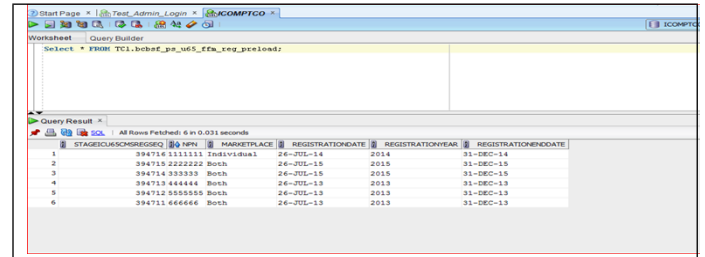 Start Page × Test_Admin_Login × ICOMPTCO ×
ICOMPTCO
Worksheet Query Builder
Select * FROM TC1.bcbsf_ps_u65_ffm_reg_preload;
Query Result ×
SQL | All Rows Fetched: 6 in 0.031 seconds
STAGEICU65CMSREGSEQ NPN MARKETPLACE REGISTRATIONDATE REGISTRATIONYEAR REGISTRATIONENDDATE
1 394716 1111111 Individual 26-JUL-14 2014 31-DEC-14
2 394715 2222222 Both 26-JUL-15 2015 31-DEC-15
3 394714 333333 Both 26-JUL-15 2015 31-DEC-15
4 394713 444444 Both 26-JUL-13 2013 31-DEC-13
5 394712 5555555 Both 26-JUL-13 2013 31-DEC-13
6 394711 666666 Both 26-JUL-13 2013 31-DEC-13